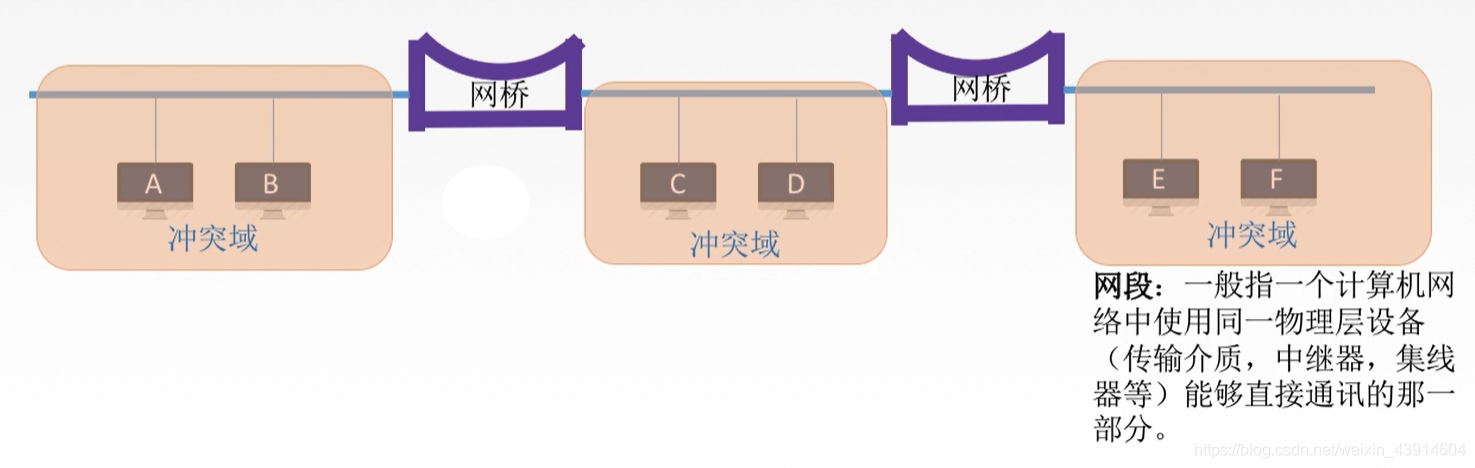 网桥
网桥
A
B
C
D
E
F
冲突域
冲突域
冲突域
网段：一般指一个计算机网
络中使用同一物理层设备
（传输介质，中继器，集线
器等）能够直接通讯的那一
部分。
https://blog.csdn.net/weixin_43914604